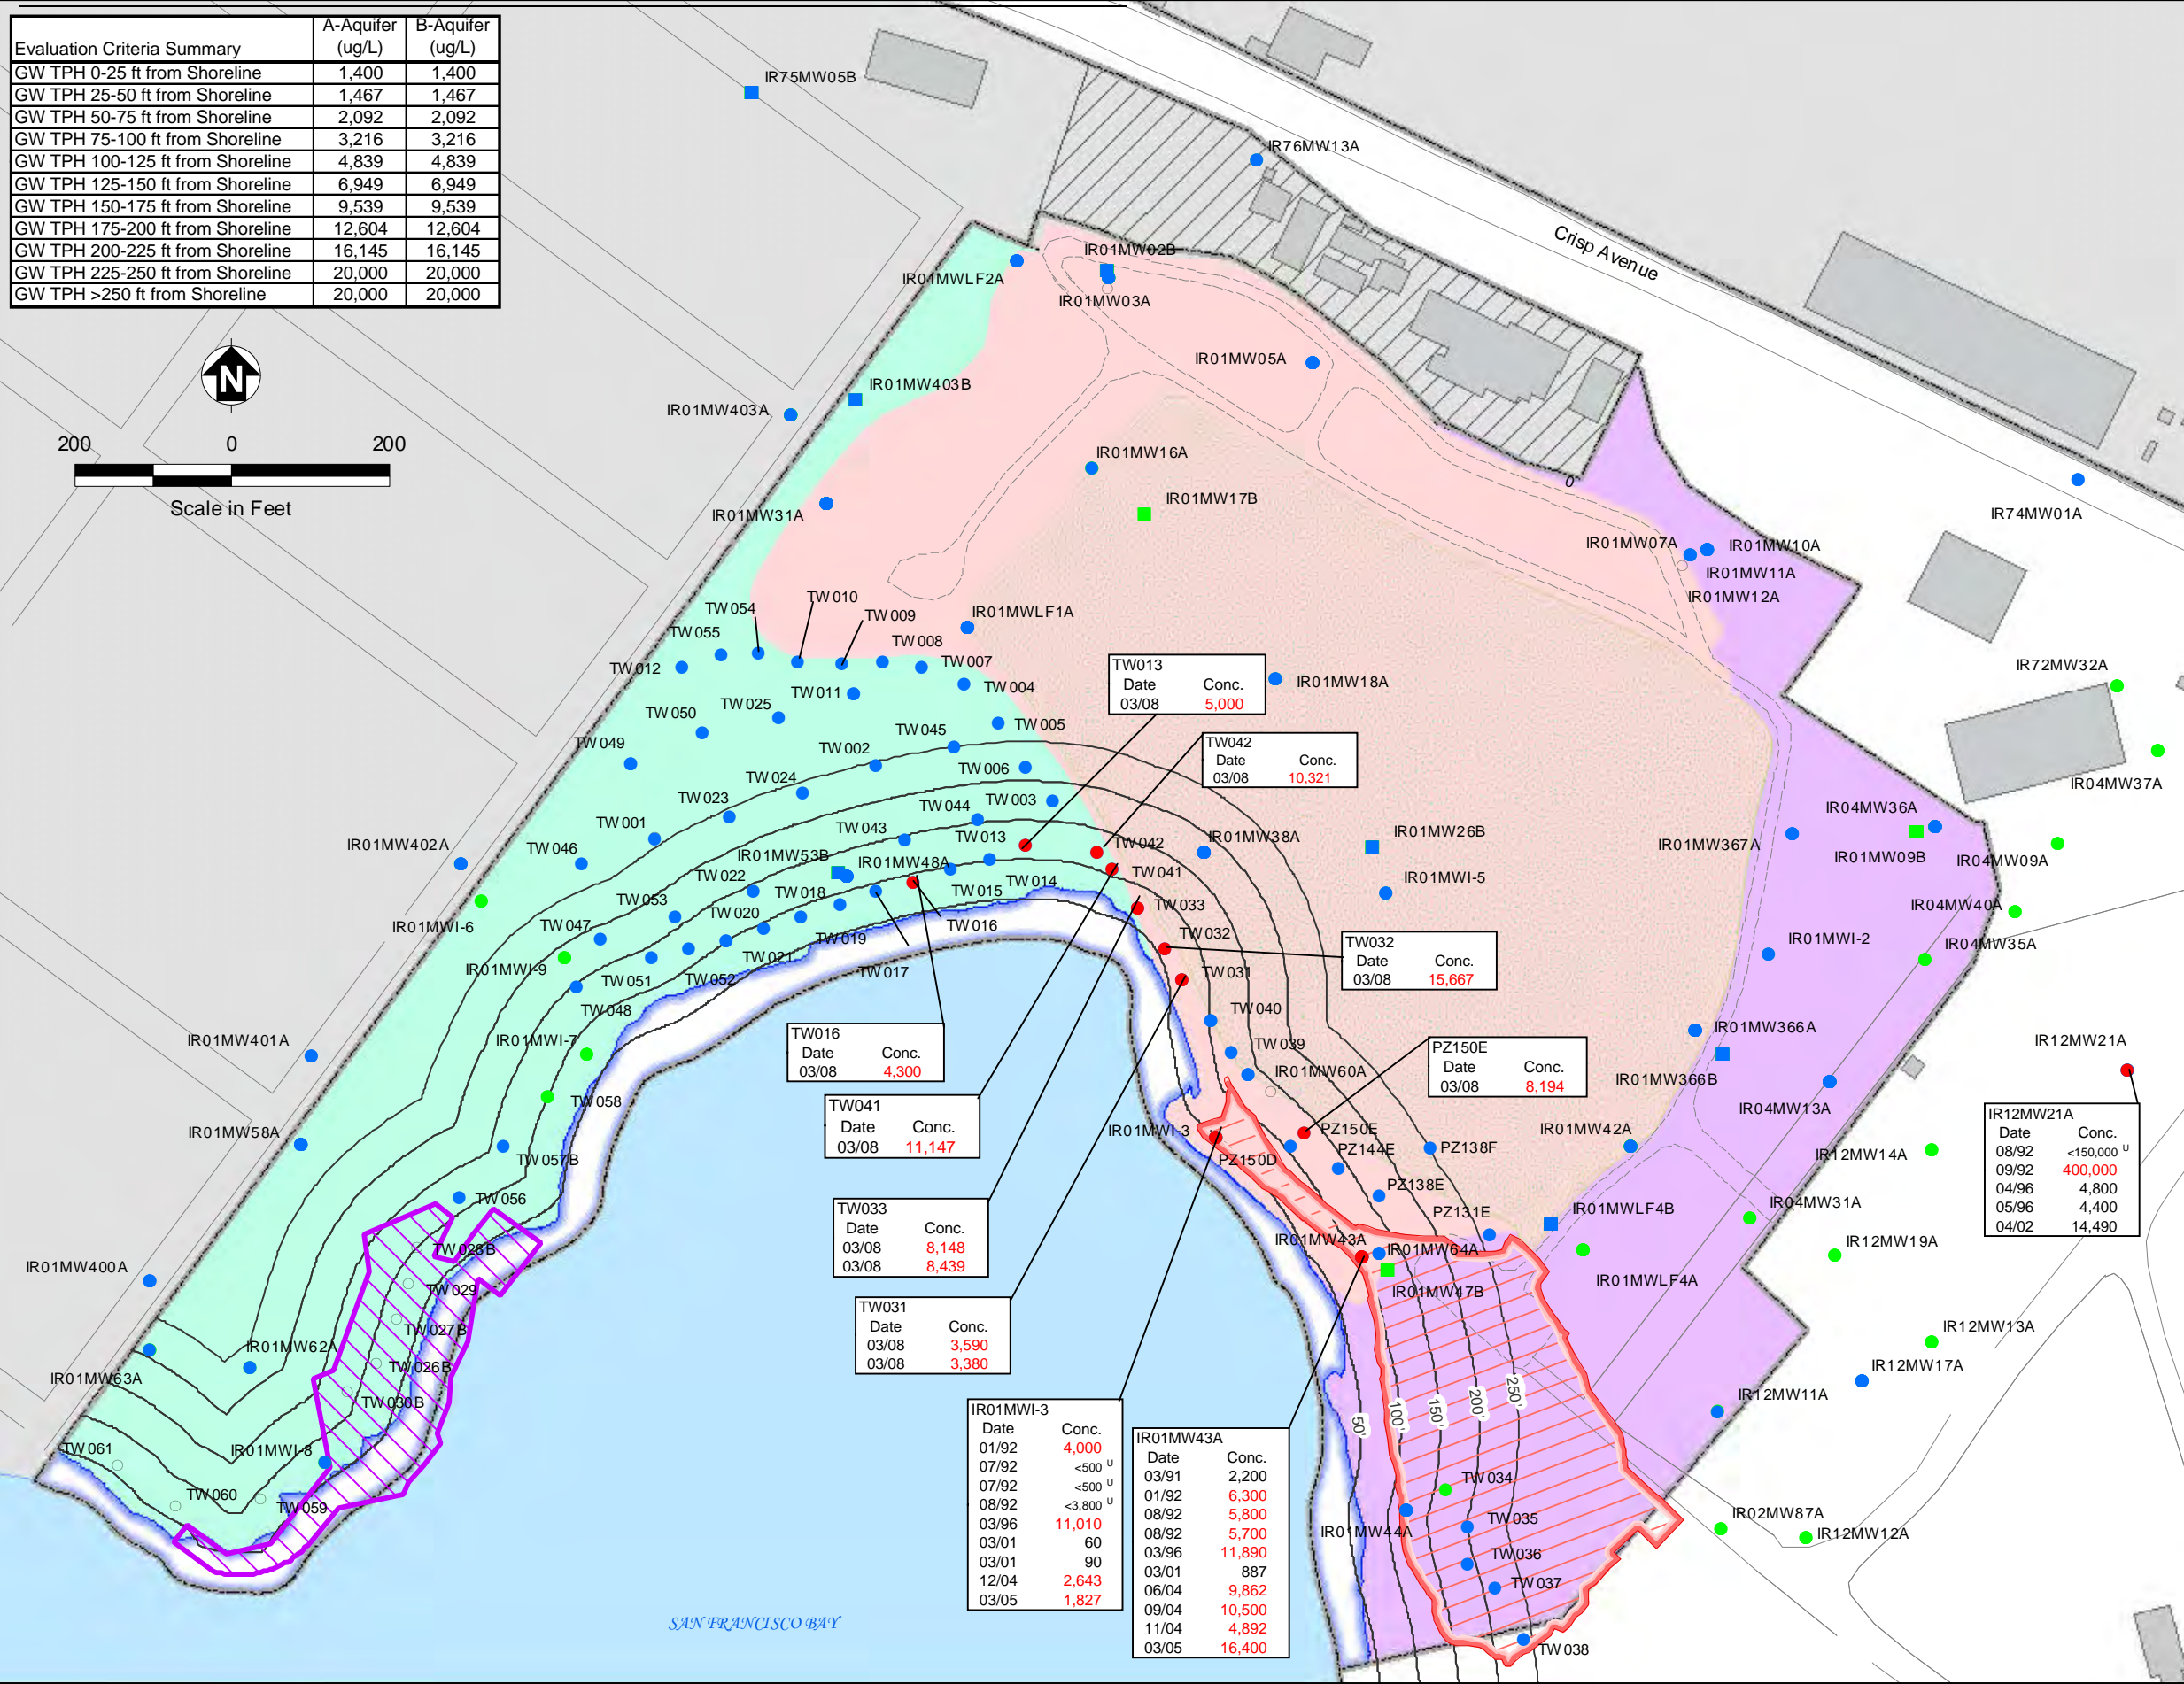 Evaluation Criteria Summary A-Aquifer (ug/L) B-Aquifer (ug/L)
GW TPH 0-25 ft from Shoreline 1,400 1,400
GW TPH 25-50 ft from Shoreline 1,467 1,467
GW TPH 50-75 ft from Shoreline 2,092 2,092
GW TPH 75-100 ft from Shoreline 3,216 3,216
GW TPH 100-125 ft from Shoreline 4,839 4,839
GW TPH 125-150 ft from Shoreline 6,949 6,949
GW TPH 150-175 ft from Shoreline 9,539 9,539
GW TPH 175-200 ft from Shoreline 12,604 12,604
GW TPH 200-225 ft from Shoreline 16,145 16,145
GW TPH 225-250 ft from Shoreline 20,000 20,000
GW TPH >250 ft from Shoreline 20,000 20,000
N
200 0 200
Scale in Feet
IR75MW05B
IR76MW13A
Crisp Avenue
IR01MW02B
IR01MWLF2A
IR01MW03A
IR01MW05A
IR01MW403B
IR01MW403A
IR01MW16A
IR01MW17B
IR01MW31A
0'
IR74MW01A
IR01MW07A
IR01MW10A
IR01MW11A
IR01MW12A
TW054
TW010
TW009
IR01MWLF1A
TW055
TW008
TW012
TW007
TW011
TW004
IR72MW32A
IR01MW18A
TW013
Date Conc.
03/08 5,000
TW050
TW025
TW005
TW049
TW002
TW045
TW042
Date Conc.
03/08 10,321
TW006
TW024
IR04MW37A
TW023
TW044
TW003
IR04MW36A
TW001
TW043
TW013
TW042
IR01MW38A
IR01MW26B
IR01MW367A
IR01MW09B
IR04MW09A
IR01MW402A
TW046
IR01MW53B
IR01MW48A
TW041
TW022
TW018
TW015
TW014
IR01MWI-5
IR04MW40A
TW053
TW020
TW033
IR01MWI-6
TW047
TW019
TW016
TW032
IR01MWI-2
IR04MW35A
IR01MWI-9
TW021
TW017
TW031
TW032
Date Conc.
03/08 15,667
TW051
TW052
TW048
TW040
IR01MW401A
IR01MWI-7
TW016
Date Conc.
03/08 4,300
TW039
IR01MW366A
IR12MW21A
PZ150E
Date Conc.
03/08 8,194
IR01MW60A
IR01MW366B
TW058
TW041
Date Conc.
03/08 11,147
IR04MW13A
IR01MW58A
IR01MWI-3
PZ150E
IR12MW21A
Date Conc.
08/92 <150,000 U
09/92 400,000
04/96 4,800
05/96 4,400
04/02 14,490
TW057B
PZ150D
PZ144E
PZ138F
IR01MW42A
IR12MW14A
TW056
PZ138E
IR04MW31A
TW033
Date Conc.
03/08 8,148
03/08 8,439
PZ131E
IR01MWLF4B
TW028B
IR01MW43A
IR01MW64A
IR12MW19A
IR01MW400A
TW029
IR01MW47B
IR01MWLF4A
TW031
Date Conc.
03/08 3,590
03/08 3,380
TW027B
IR01MW62A
TW026B
IR12MW13A
IR01MW63A
IR12MW17A
TW030B
IR12MW11A
IR01MWI-3
Date Conc.
01/92 4,000
07/92 <500 U
07/92 <500 U
08/92 <3,800 U
03/96 11,010
03/01 60
03/01 90
12/04 2,643
03/05 1,827
IR01MW43A
Date Conc.
03/91 2,200
01/92 6,300
08/92 5,800
08/92 5,700
03/96 11,890
03/01 887
06/04 9,862
09/04 10,500
11/04 4,892
03/05 16,400
50' 100' 150' 200' 250'
TW061
IR01MWI-8
TW060
TW059
TW034
IR01MW44A
TW035
IR02MW87A
IR12MW12A
TW036
TW037
SAN FRANCISCO BAY
TW038